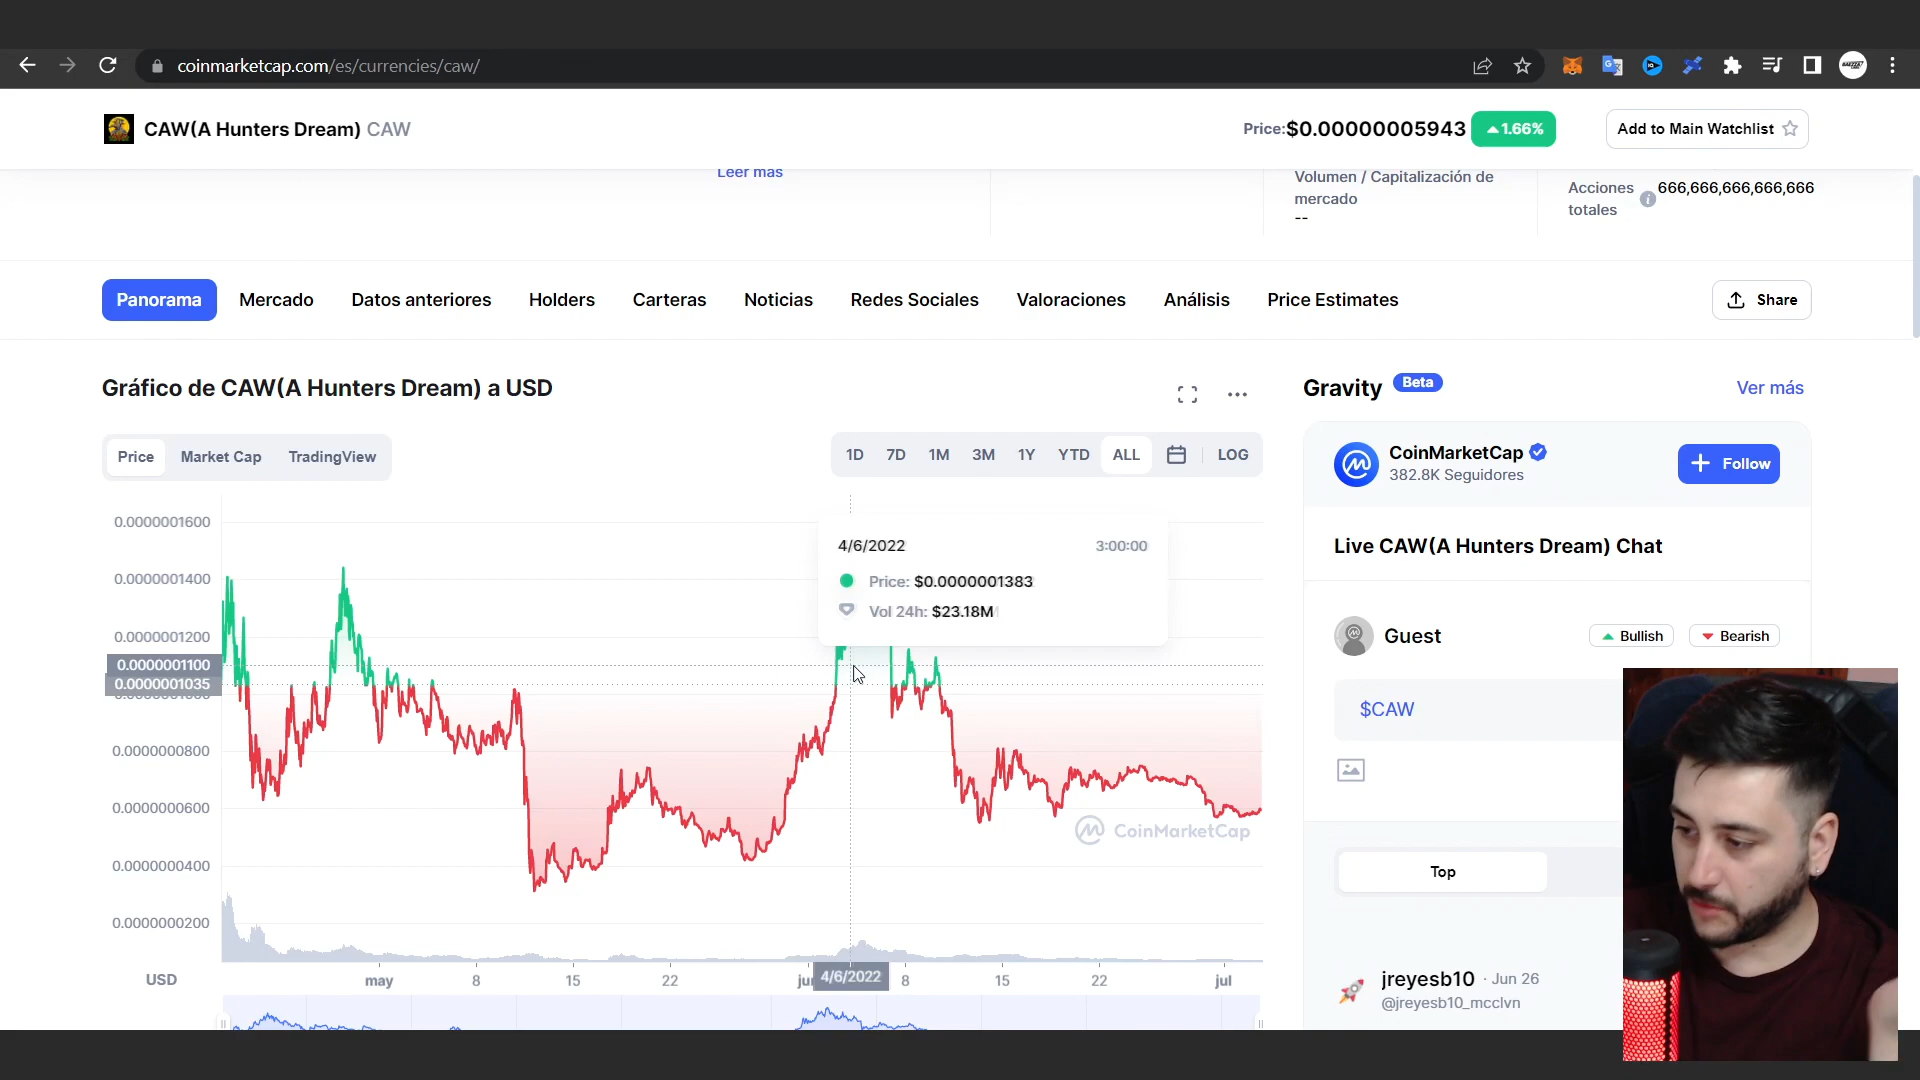 coinmarketcap.com/es/currencies/caw/
CAW(A Hunters Dream) CAW
Price:$0.00000005943 1.66%
Add to Main Watchlist
Leer más
Volumen / Capitalización de
mercado
--
Acciones
totales
666,666,666,666,666
Panorama Mercado Datos anteriores Holders Carteras Noticias Redes Sociales Valoraciones Análisis Price Estimates
Share
Gráfico de CAW(A Hunters Dream) a USD
Price Market Cap TradingView
1D 7D 1M 3M 1Y YTD ALL LOG
0.0000001600
0.0000001400
0.0000001200
0.0000001100
0.0000001035
0.0000000800
0.0000000600
0.0000000400
0.0000000200
4/6/2022 3:00:00
Price: $0.0000001383
Vol 24h: $23.18M
CoinMarketCap
USD
may 8 15 22 4/6/2022 8 15 22 jul
Gravity Beta
Ver más
CoinMarketCap
382.8K Seguidores
+ Follow
Live CAW(A Hunters Dream) Chat
Guest
Bullish
Bearish
$CAW
Top
jreyesb10 · Jun 26
@jreyesb10_mcclvn